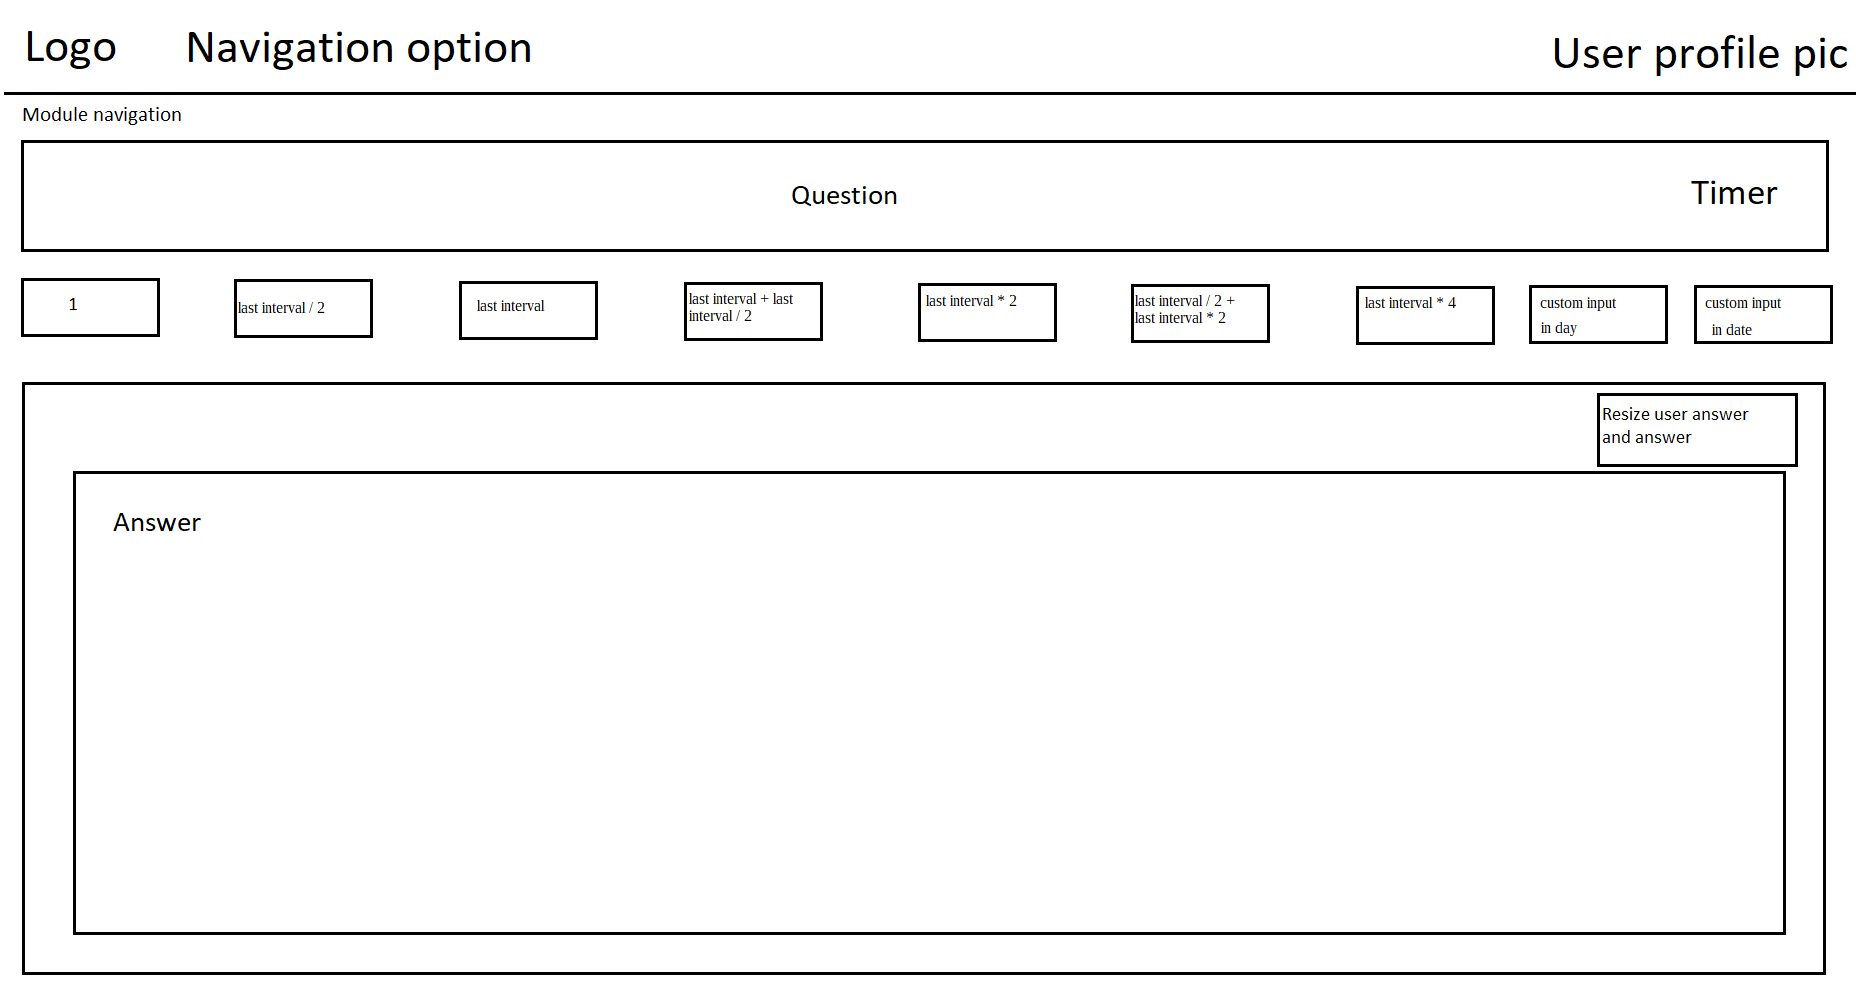 Logo
Navigation option
User profile pic
Module navigation
Question
Timer
1
last interval / 2
last interval
last interval + last
interval / 2
last interval * 2
last interval / 2 +
last interval * 2
last interval * 4
custom input
in day
custom input
in date
Resize user answer
and answer
Answer